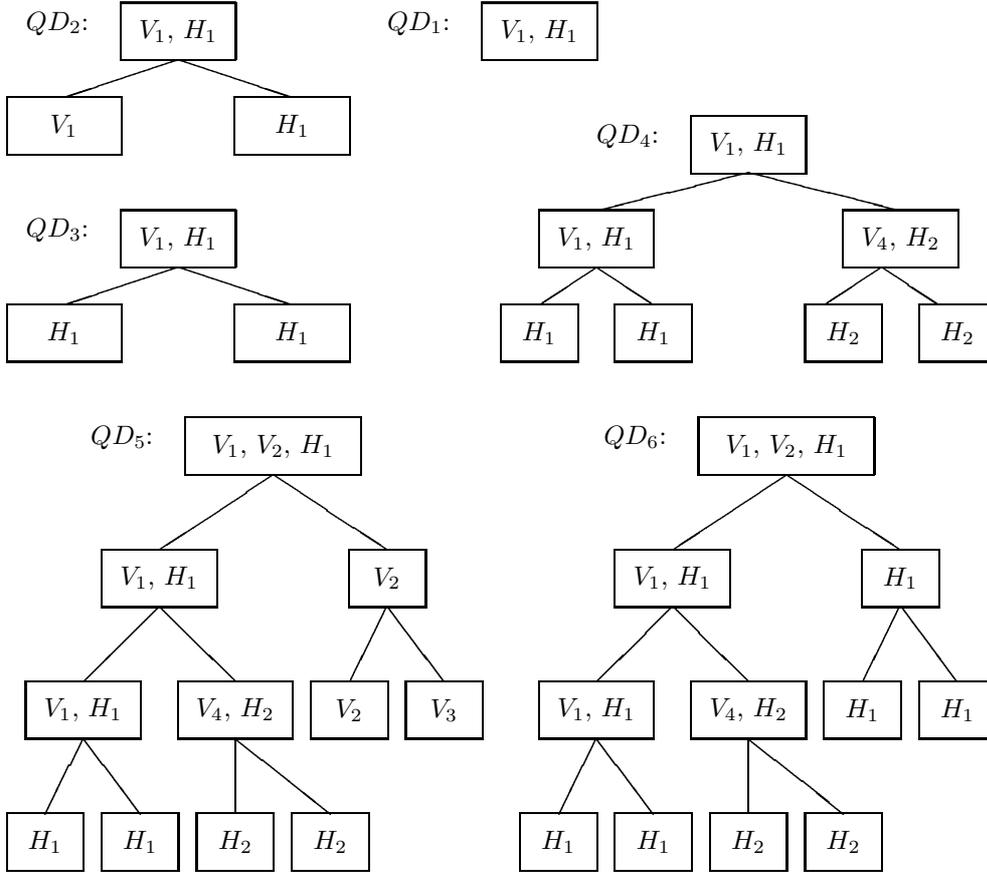 QD₂: V₁, H₁
V₁ H₁
QD₁: V₁, H₁
QD₃: V₁, H₁
H₁ H₁
QD₄: V₁, H₁
V₁, H₁ V₄, H₂
H₁ H₁ H₂ H₂
QD₅: V₁, V₂, H₁
V₁, H₁ V₂
V₁, H₁ V₄, H₂ V₂ V₃
H₁ H₁ H₂ H₂
QD₆: V₁, V₂, H₁
V₁, H₁ H₁
V₁, H₁ V₄, H₂ H₁ H₁
H₁ H₁ H₂ H₂